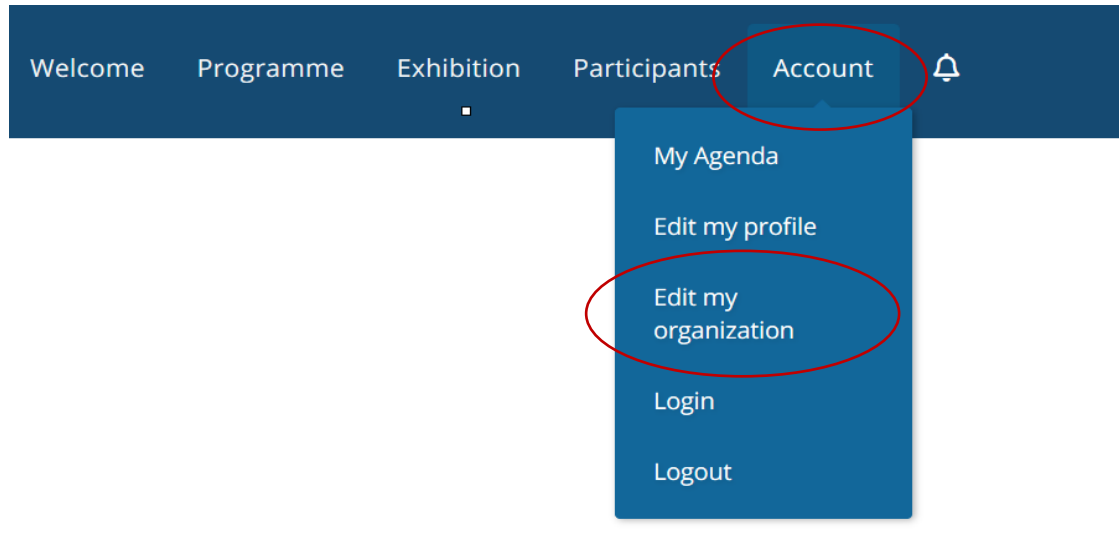 Welcome Programme Exhibition Participants Account
My Agenda
Edit my profile
Edit my
organization
Login
Logout